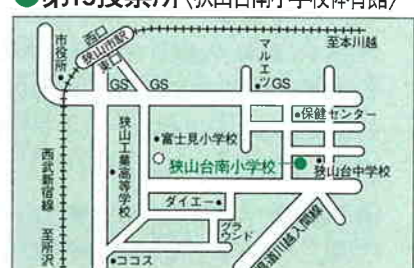 ●第15投票所〈狭山台南小学校体育館〉
市役所
西口
狭山市駅
東口
マルエツ
至本川越
GS
GS
GS
保健センター
狭山工業高等学校
富士見小学校
狭山台南小学校
狭山台中学校
西武新宿線
至所沢
ダイエー
グランド
県道川越入間線
ココス